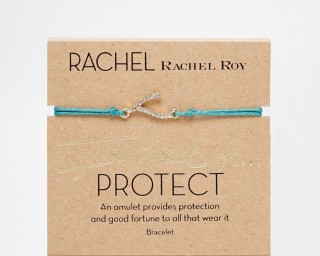 RACHEL RACHEL ROY
PROTECT
An amulet provides protection
and good fortune to all that wear it
Bracelet